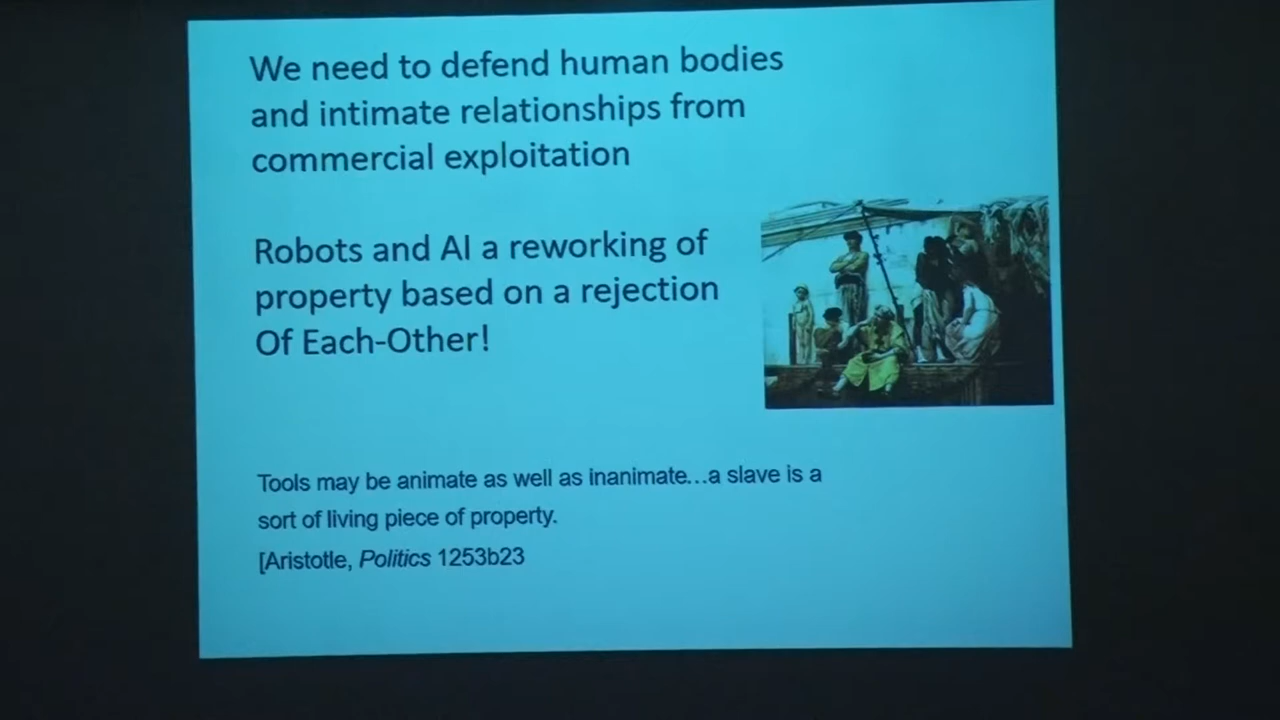 We need to defend human bodies
and intimate relationships from
commercial exploitation
Robots and AI a reworking of
property based on a rejection
Of Each-Other!
Tools may be animate as well as inanimate...a slave is a
sort of living piece of property.
[Aristotle, Politics 1253b23